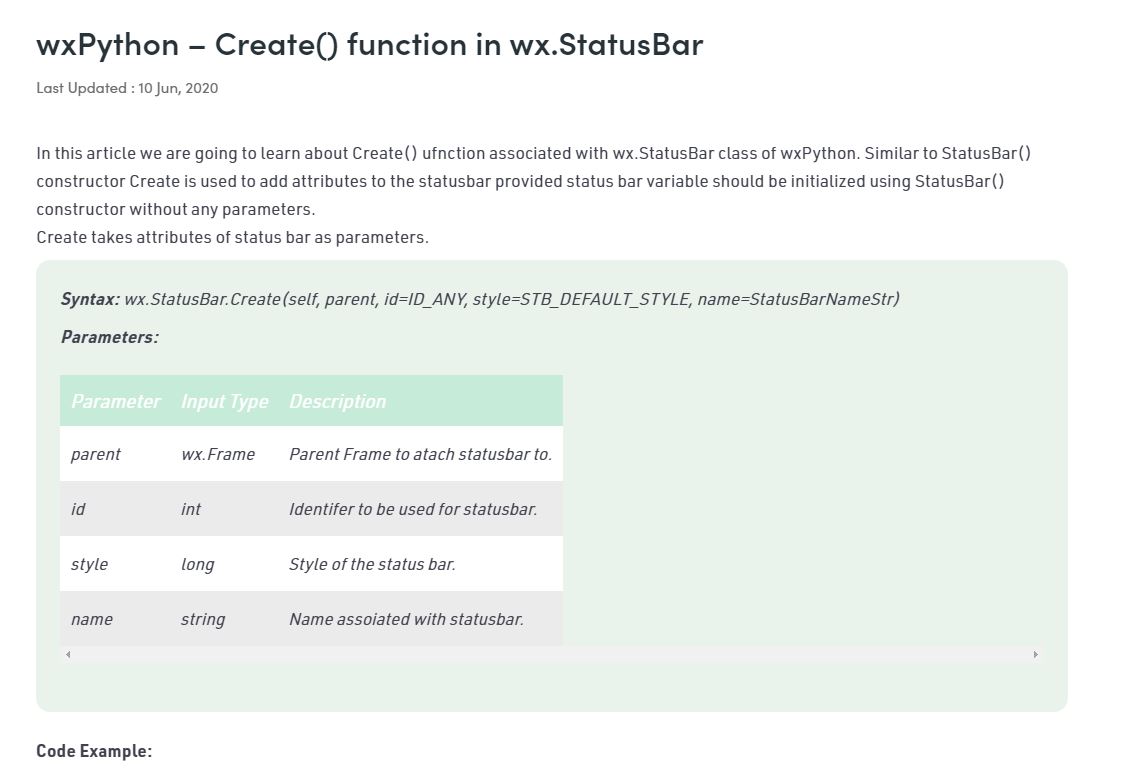 wxPython – Create() function in wx.StatusBar
Last Updated : 10 Jun, 2020
In this article we are going to learn about Create() ufnction associated with wx.StatusBar class of wxPython. Similar to StatusBar()
constructor Create is used to add attributes to the statusbar provided status bar variable should be initialized using StatusBar()
constructor without any parameters.
Create takes attributes of status bar as parameters.
Syntax: wx.StatusBar.Create(self, parent, id=ID_ANY, style=STB_DEFAULT_STYLE, name=StatusBarNameStr)
Parameters:
Parameter Input Type Description
parent wx.Frame Parent Frame to atach statusbar to.
id int Identifer to be used for statusbar.
style long Style of the status bar.
name string Name assoiated with statusbar.
Code Example: